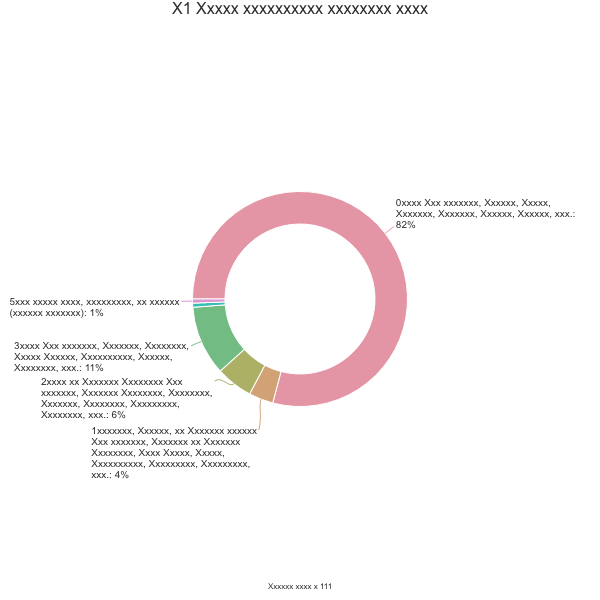 X1 Xxxxx xxxxxxxxxx xxxxxxxx xxxx
0xxxx Xxx xxxxxxx, Xxxxxx, Xxxxx,
Xxxxxxx, Xxxxxxx, Xxxxxx, Xxxxxx, xxx.:
82%
5xxx xxxxx xxxx, xxxxxxxxx, xx xxxxxx
(xxxxxx xxxxxxx): 1%
3xxxx Xxx xxxxxxx, Xxxxxxx, Xxxxxxxx,
Xxxxx Xxxxxx, Xxxxxxxxxx, Xxxxxx,
Xxxxxxxx, xxx.: 11%
2xxxx xx Xxxxxxx Xxxxxxxx Xxx
xxxxxxx, Xxxxxxx Xxxxxxxx, Xxxxxxxx,
Xxxxxxx, Xxxxxxxx, Xxxxxxxxx,
Xxxxxxxx, xxx.: 6%
1xxxxxxx, Xxxxxx, xx Xxxxxxx xxxxxx
Xxx xxxxxxx, Xxxxxxx xx Xxxxxxx
Xxxxxxxx, Xxxx Xxxxx, Xxxxx,
Xxxxxxxxxx, Xxxxxxxxx, Xxxxxxxxx,
xxx.: 4%
Xxxxxx xxxx x 111